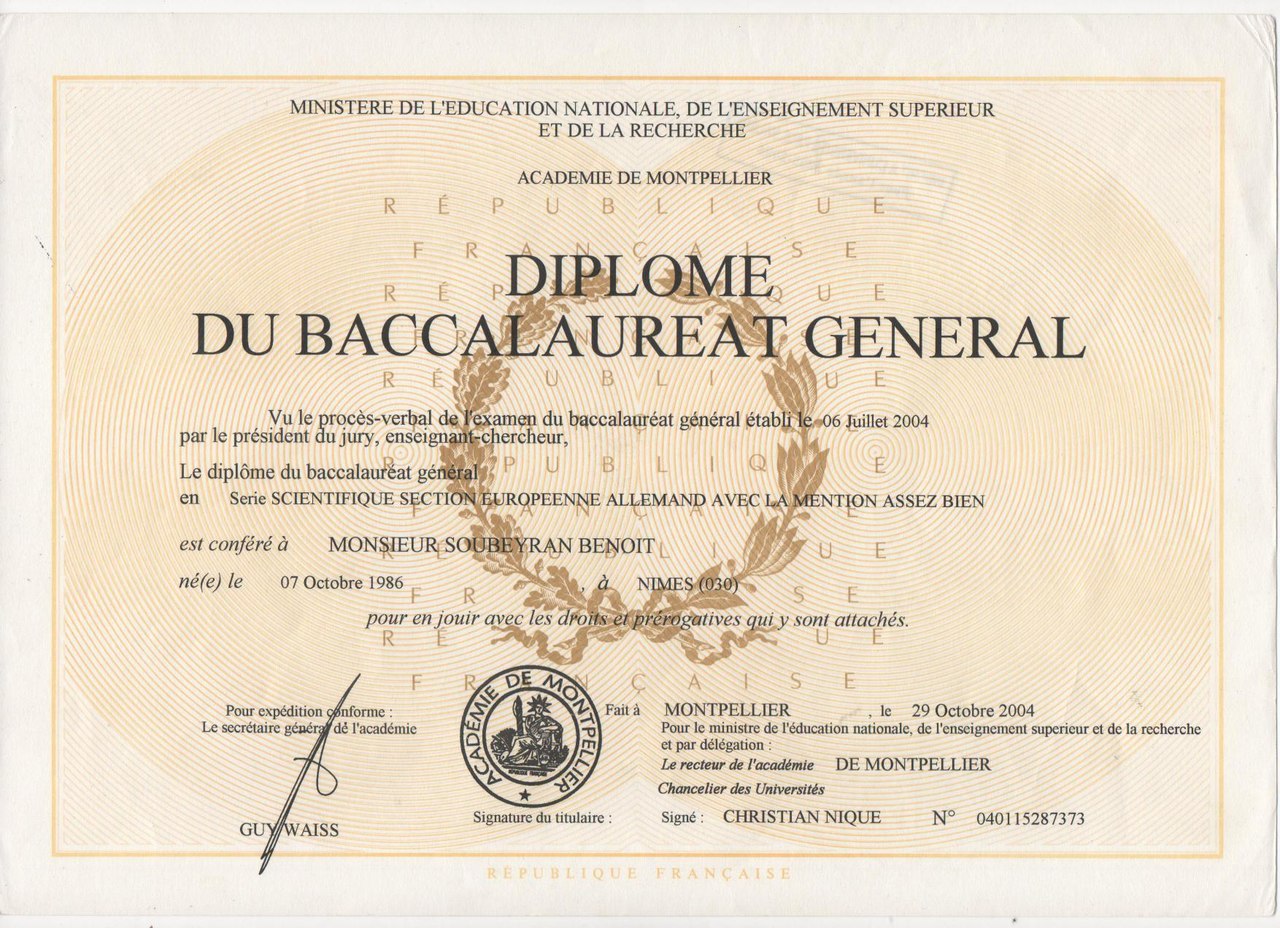 MINISTERE DE L'EDUCATION NATIONALE, DE L'ENSEIGNEMENT SUPERIEUR
ET DE LA RECHERCHE
ACADEMIE DE MONTPELLIER
RÉPUBLIQUE
FRANÇAISE
DIPLOME
DU BACCALAUREAT GENERAL
Vu le procès-verbal de l'examen du baccalauréat général établi le 06 Juillet 2004
par le président du jury, enseignant-chercheur,
Le diplôme du baccalauréat général
en Serie SCIENTIFIQUE SECTION EUROPEENNE ALLEMAND AVEC LA MENTION ASSEZ BIEN
est conféré à MONSIEUR SOUBEYRAN BENOIT
né(e) le 07 Octobre 1986 , à NIMES (030)
pour en jouir avec les droits et prérogatives qui y sont attachés.
FRANÇAISE
Pour expédition conforme :
Le secrétaire général de l'académie
GUY WAISS
ACADÉMIE DE MONTPELLIER
RÉPUBLIQUE FRANÇAISE
Signature du titulaire :
Fait à MONTPELLIER , le 29 Octobre 2004
Pour le ministre de l'éducation nationale, de l'enseignement superieur et de la recherche
et par délégation :
Le recteur de l'académie DE MONTPELLIER
Chancelier des Universités
Signé : CHRISTIAN NIQUE N° 040115287373
RÉPUBLIQUE FRANÇAISE